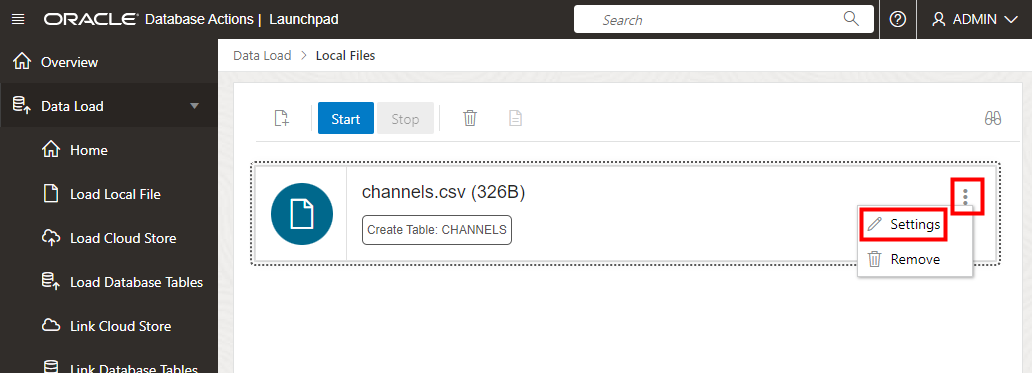 ORACLE Database Actions | Launchpad
Search
ADMIN
Overview
Data Load
Home
Load Local File
Load Cloud Store
Load Database Tables
Link Cloud Store
Link Database Tables
Data Load > Local Files
Start
Stop
channels.csv (326B)
Create Table: CHANNELS
Settings
Remove